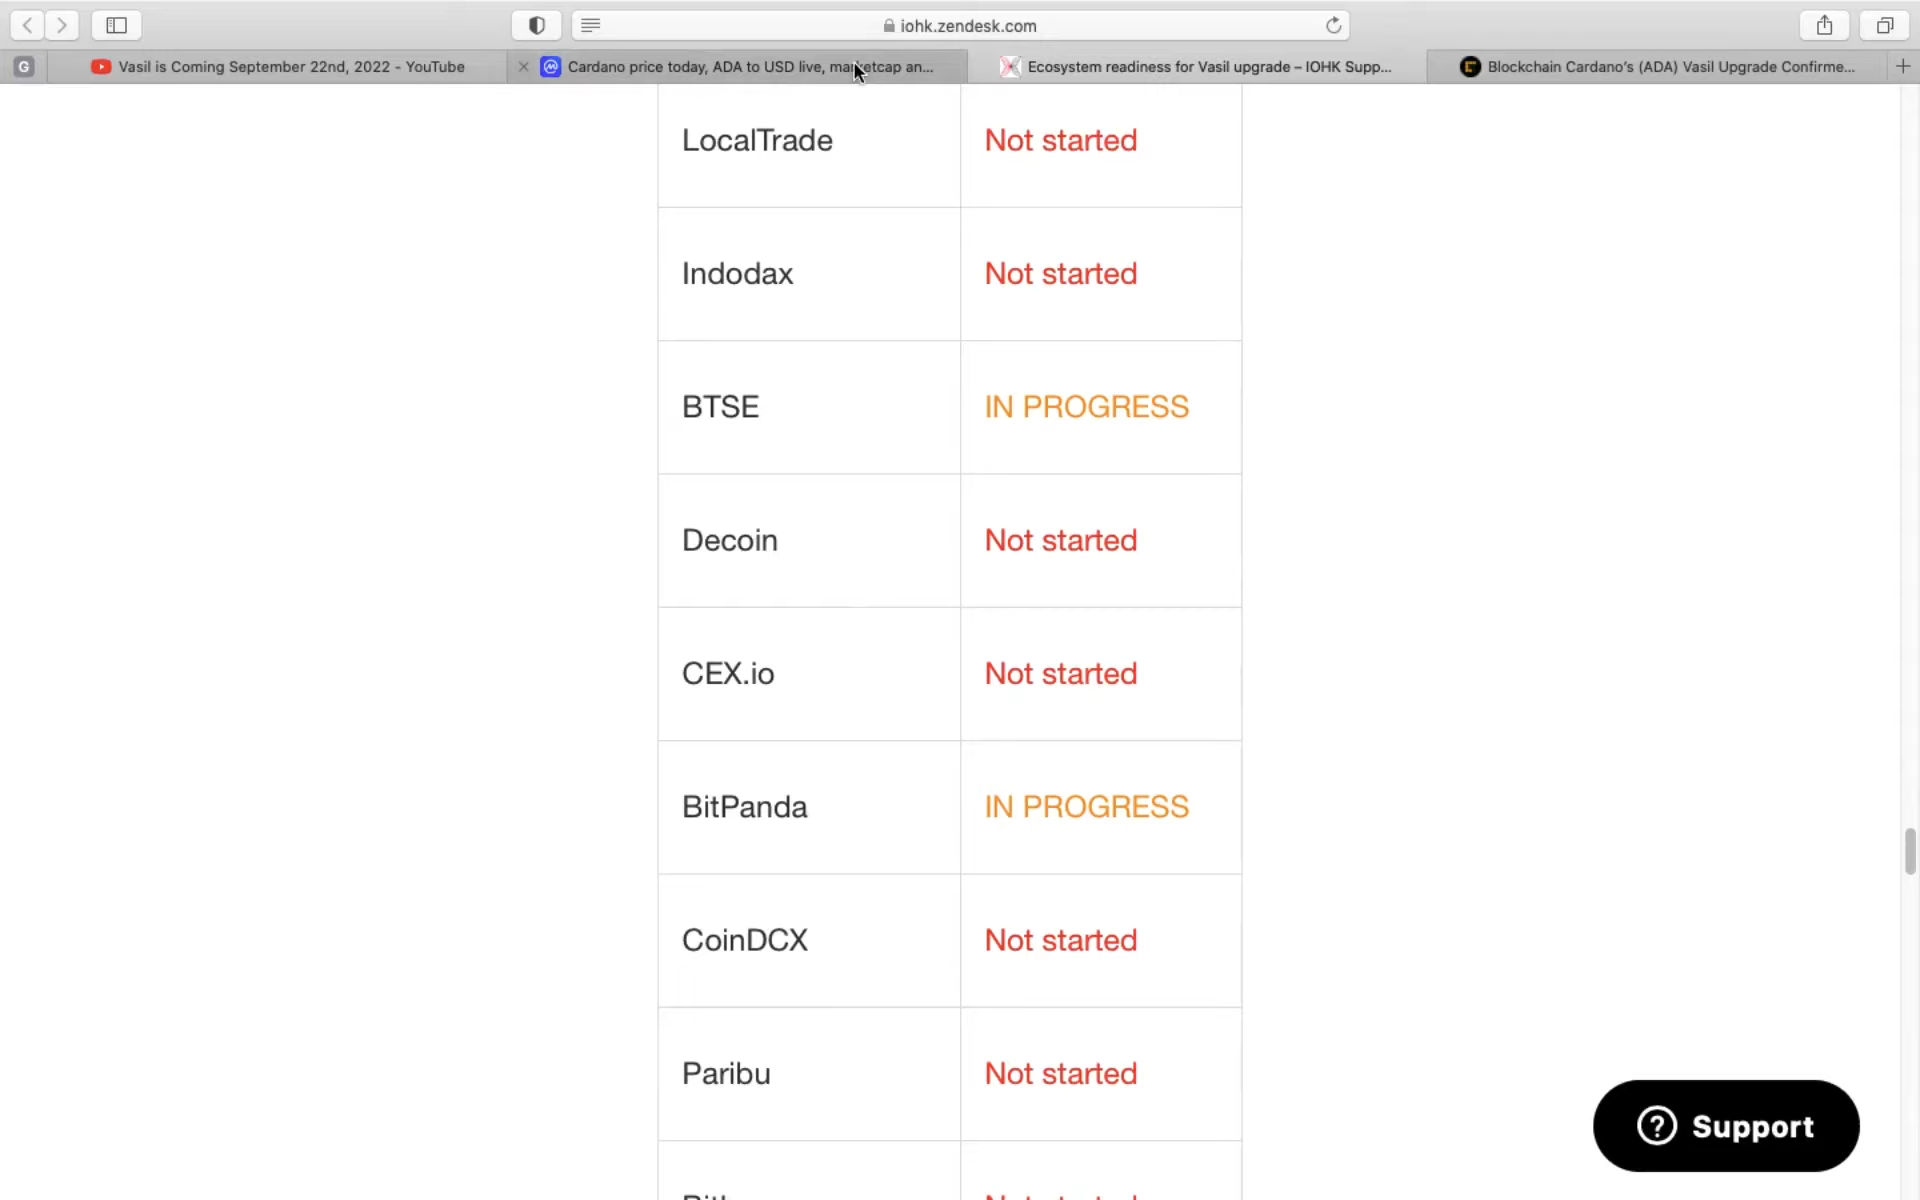 iohk.zendesk.com
G
Vasil is Coming September 22nd, 2022 - YouTube
Cardano price today, ADA to USD live, marketcap an...
Ecosystem readiness for Vasil upgrade – IOHK Supp...
Blockchain Cardano's (ADA) Vasil Upgrade Confirme...
LocalTrade Not started
Indodax Not started
BTSE IN PROGRESS
Decoin Not started
CEX.io Not started
BitPanda IN PROGRESS
CoinDCX Not started
Paribu Not started
Support